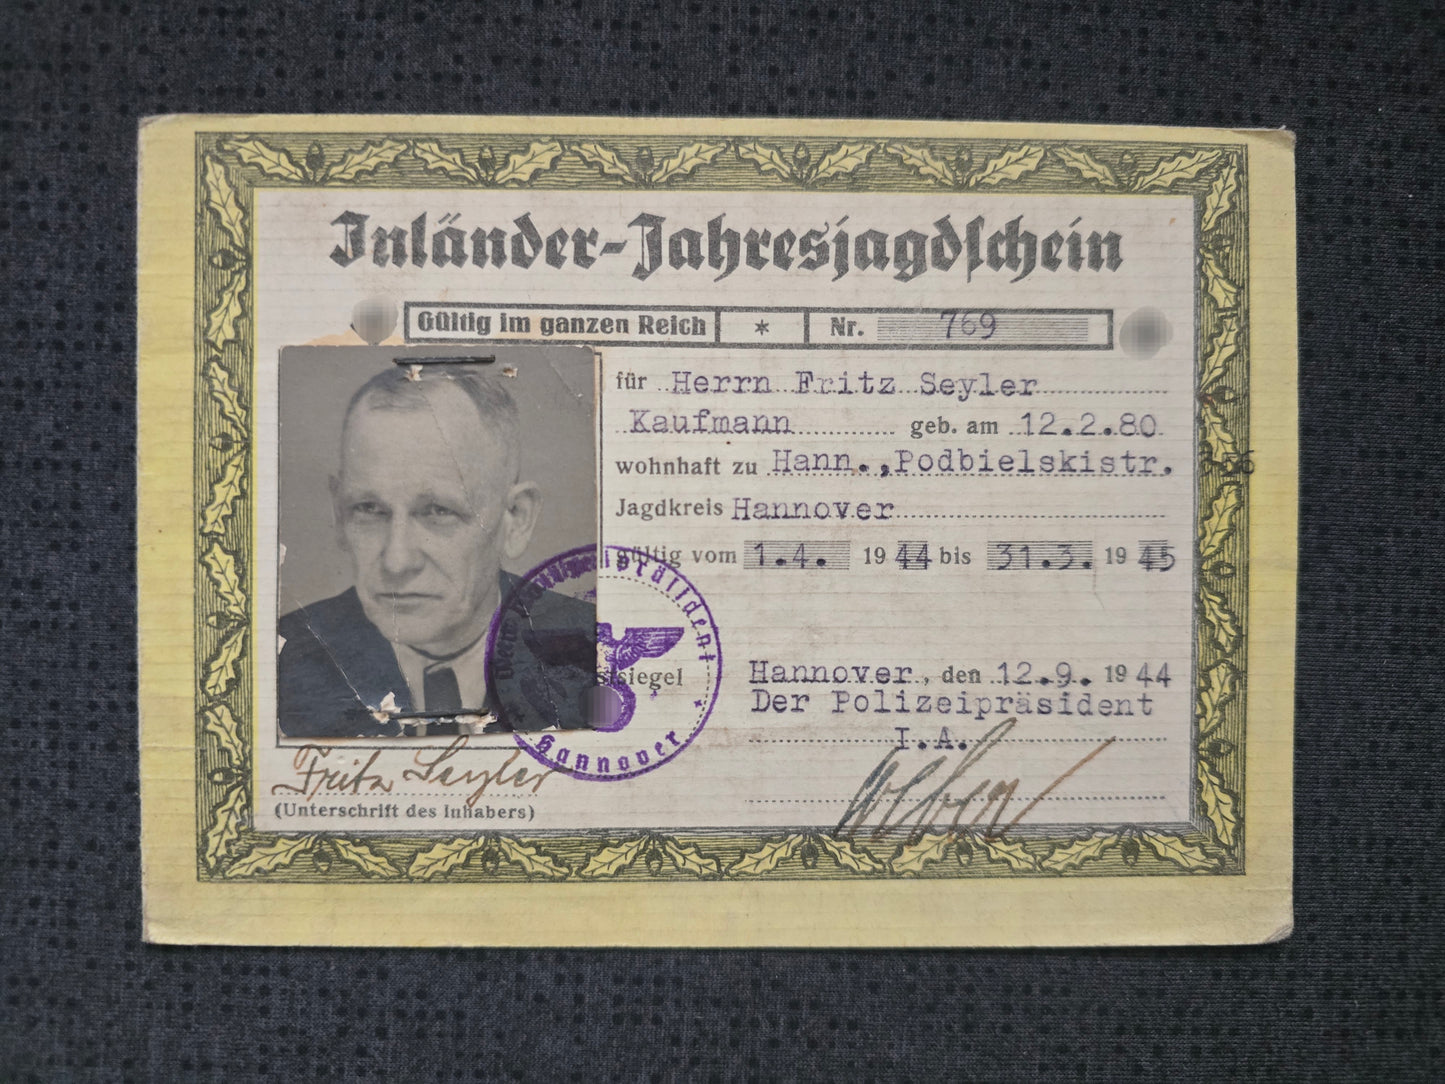 Inländer-Jahresjagdschein
Gültig im ganzen Reich * Nr. 769
für Herrn Fritz Seyler
Kaufmann geb. am 12.2.80
wohnhaft zu Hann.,Podbielskistr.
Jagdkreis Hannover
gültig vom 1.4. 1944 bis 31.3. 1945
Polizeipräsident
siegel
Hannover
Hannover, den 12.9. 1944
Der Polizeipräsident
I.A.
Fritz Seyler
(Unterschrift des Inhabers)